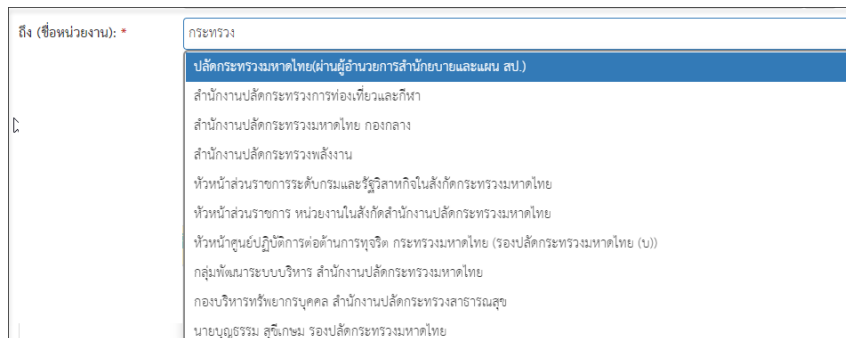 ถึง (ชื่อหน่วยงาน): * กระทรวง
ปลัดกระทรวงมหาดไทย(ผ่านผู้อำนวยการสำนักยบายและแผน สป.)
สำนักงานปลัดกระทรวงการท่องเที่ยวและกีฬา
สำนักงานปลัดกระทรวงมหาดไทย กองกลาง
สำนักงานปลัดกระทรวงพลังงาน
หัวหน้าส่วนราชการระดับกรมและรัฐวิสาหกิจในสังกัดกระทรวงมหาดไทย
หัวหน้าส่วนราชการ หน่วยงานในสังกัดสำนักงานปลัดกระทรวงมหาดไทย
หัวหน้าศูนย์ปฏิบัติการต่อต้านการทุจริต กระทรวงมหาดไทย (รองปลัดกระทรวงมหาดไทย (บ))
กลุ่มพัฒนาระบบบริหาร สำนักงานปลัดกระทรวงมหาดไทย
กองบริหารทรัพยากรบุคคล สำนักงานปลัดกระทรวงสาธารณสุข
นายบุญธรรม สุขีเกษม รองปลัดกระทรวงมหาดไทย